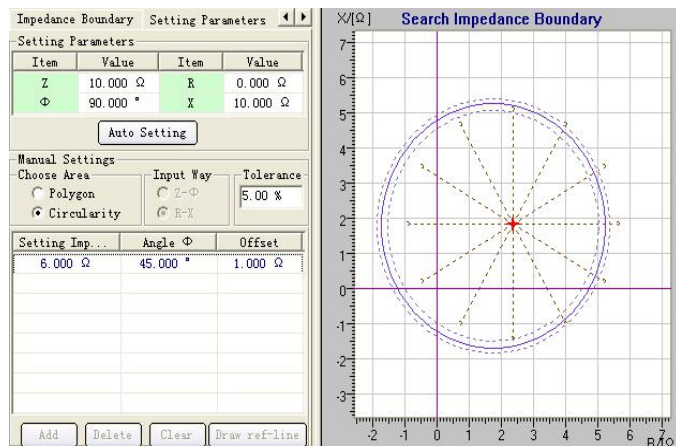 Impedance Boundary Setting Parameters
Setting Parameters
Item Value Item Value
Z 10.000 Ω R 0.000 Ω
Φ 90.000 ° X 10.000 Ω
Auto Setting
Manual Settings
Choose Area Input Way Tolerance
Polygon Z-Φ 5.00 %
Circularity R-X
Setting Imp... Angle Φ Offset
6.000 Ω 45.000 ° 1.000 Ω
Add Delete Clear Draw ref-line
X/[Ω] Search Impedance Boundary
7
6
5
4
3
2
1
0
-1
-2
-3
-2 -1 0 1 2 3 4 5 6 7